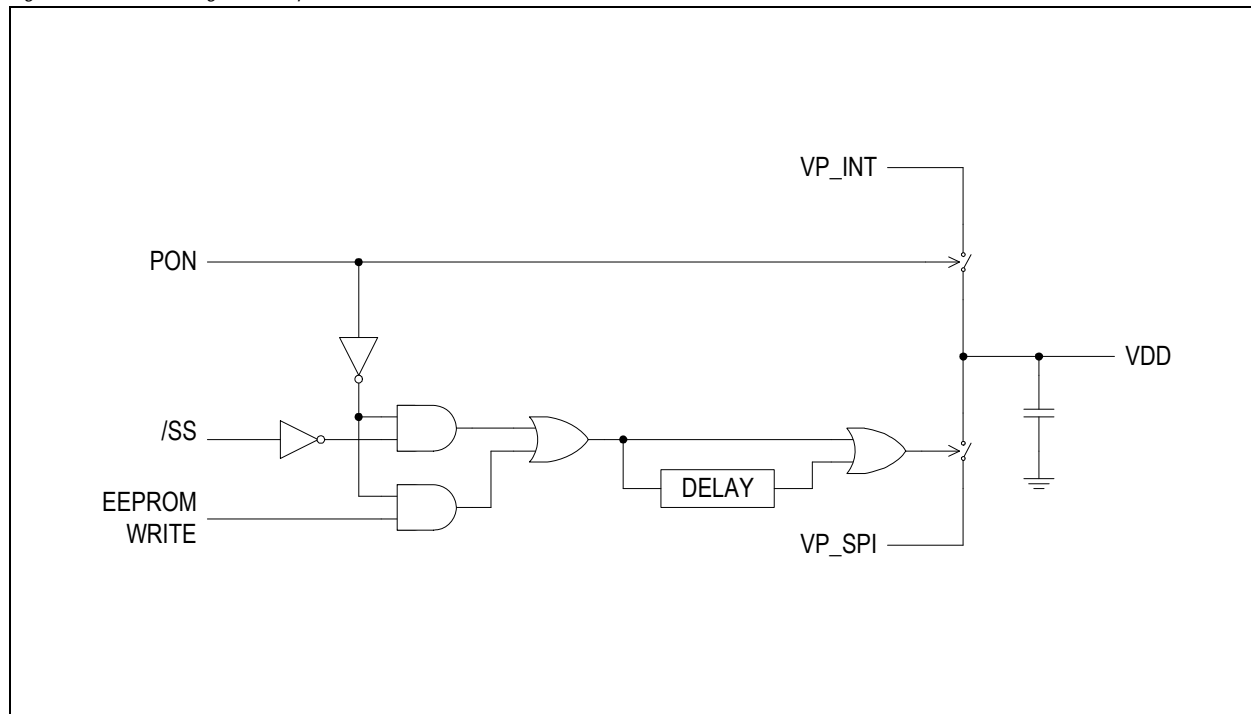 VP_INT
PON
VDD
/SS
DELAY
EEPROM
WRITE
VP_SPI